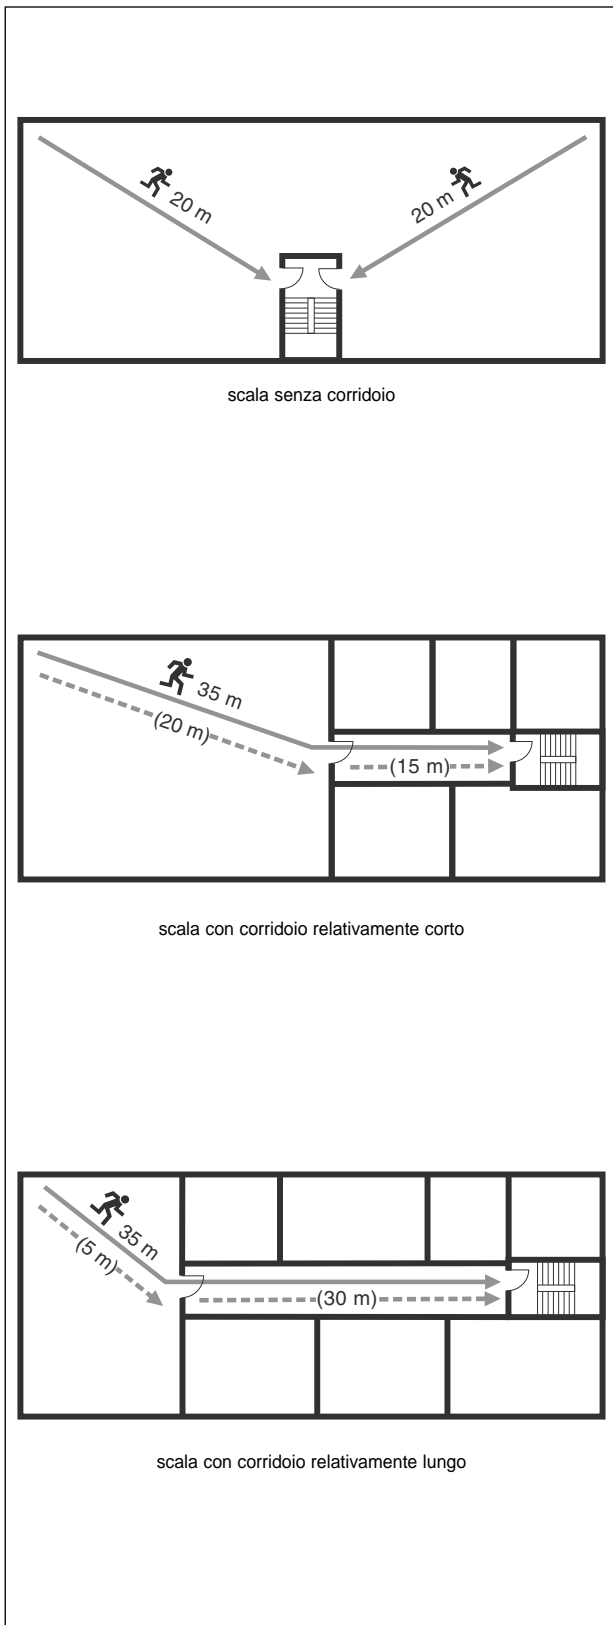 20 m
20 m
scala senza corridoio
35 m
(20 m)
(15 m)
scala con corridoio relativamente corto
35 m
(5 m)
(30 m)
scala con corridoio relativamente lungo